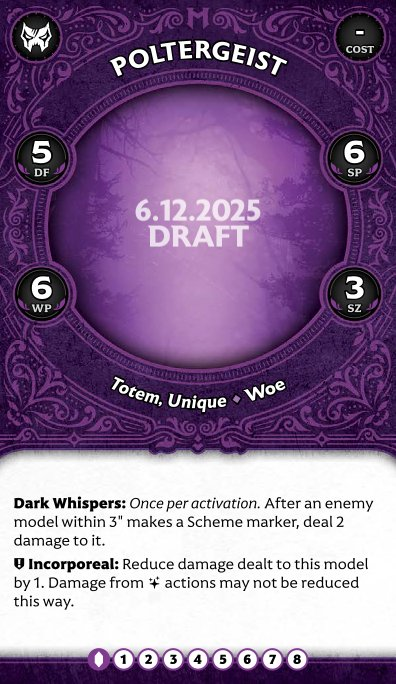 POLTERGEIST
-
COST
5
DF
6
SP
6.12.2025
DRAFT
6
WP
3
SZ
Totem, Unique ♦ Woe
Dark Whispers: Once per activation. After an enemy
model within 3" makes a Scheme marker, deal 2
damage to it.
Incorporeal: Reduce damage dealt to this model
by 1. Damage from actions may not be reduced
this way.
1 2 3 4 5 6 7 8